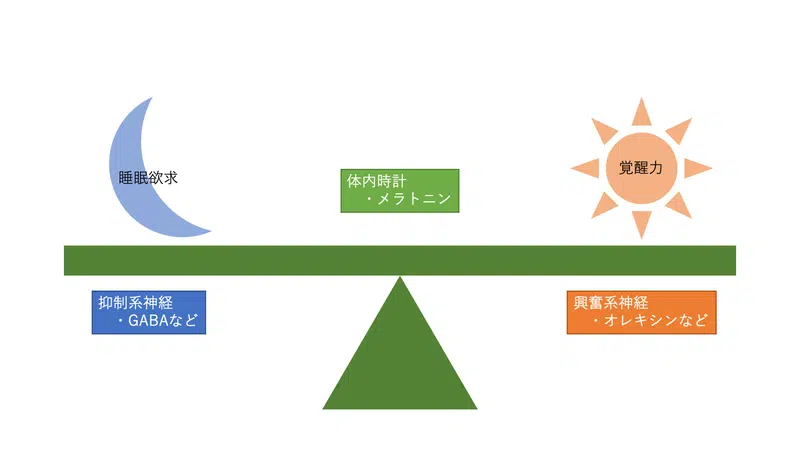 睡眠欲求
体内時計
・メラトニン
覚醒力
抑制系神経
・GABAなど
興奮系神経
・オレキシンなど